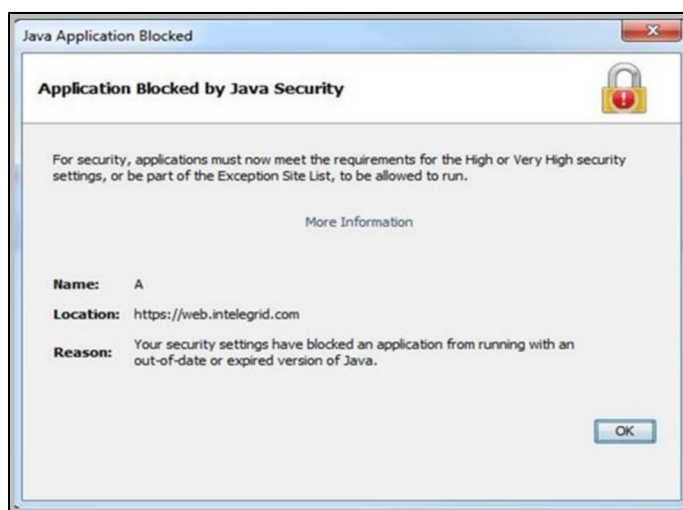 Java Application Blocked
Application Blocked by Java Security
For security, applications must now meet the requirements for the High or Very High security
settings, or be part of the Exception Site List, to be allowed to run.
More Information
Name: A
Location: https://web.intelegrid.com
Reason: Your security settings have blocked an application from running with an
out-of-date or expired version of Java.
OK